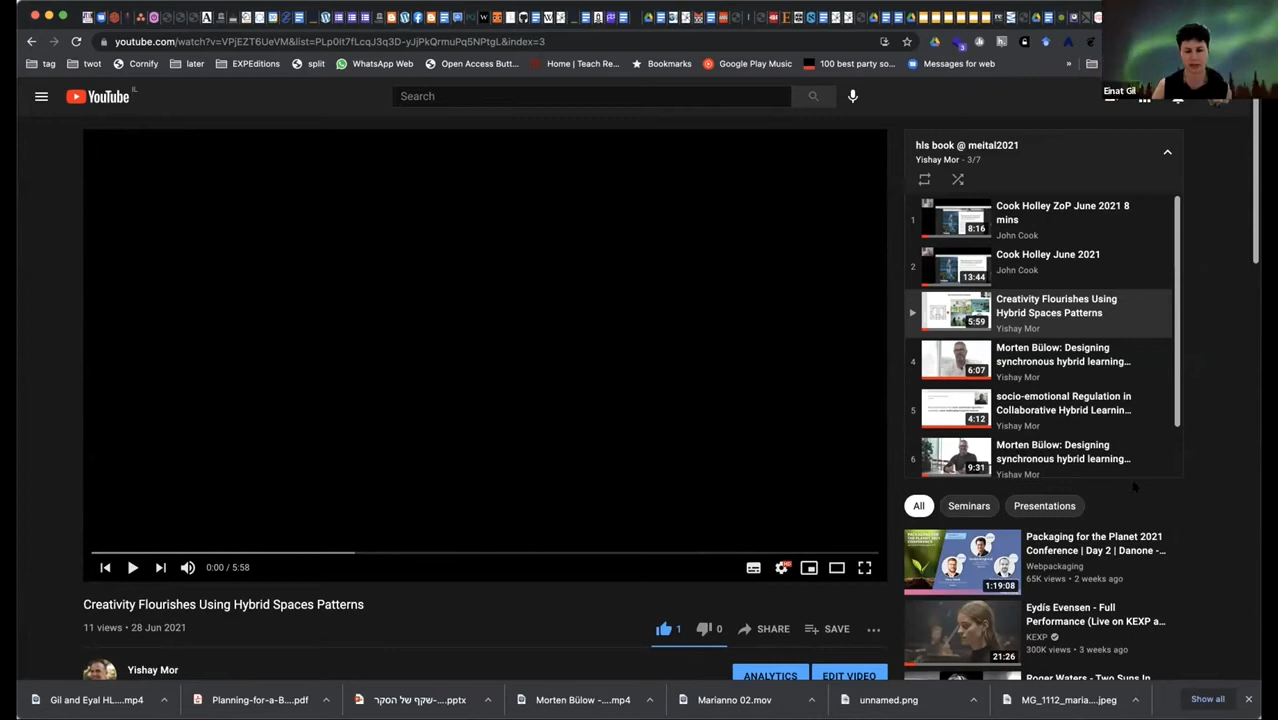 youtube.com/watch?v=VPjEZT6UeVM&list=PLp0It7fLcqJ3q3D-yJjPkQrmuPq5NPtgL&index=3
tag
twot
Cornify
later
EXPEditions
split
WhatsApp Web
Open Access Butt...
Home | Teach Re...
Bookmarks
Google Play Music
100 best party so...
Messages for web
»
Einat Gil
YouTube IL
Search
hls book @ meital2021
Yishay Mor - 3/7
1
8:16
Cook Holley ZoP June 2021 8
mins
John Cook
2
13:44
Cook Holley June 2021
John Cook
5:59
Creativity Flourishes Using
Hybrid Spaces Patterns
Yishay Mor
4
6:07
Morten Bülow: Designing
synchronous hybrid learning...
Yishay Mor
5
4:12
socio-emotional Regulation in
Collaborative Hybrid Learnin...
Yishay Mor
6
9:31
Morten Bülow: Designing
synchronous hybrid learning...
Yishay Mor
All
Seminars
Presentations
Packaging for the Planet 2021
Conference | Day 2 | Danone -...
Webpackaging
65K views • 2 weeks ago
1:19:08
Eydís Evensen - Full
Performance (Live on KEXP a...
KEXP
300K views • 3 weeks ago
21:26
Roger Waters - Two Suns In
0:00 / 5:58
HD
Creativity Flourishes Using Hybrid Spaces Patterns
11 views • 28 Jun 2021
1
0
SHARE
SAVE
Yishay Mor
ANALYTICS
EDIT VIDEO
Gil and Eyal HL....mp4
Planning-for-a-B....pdf
שקף של הסקר-....pptx
Morten Bülow -....mp4
Marianno 02.mov
unnamed.png
MG_1112_maria....jpeg
Show all